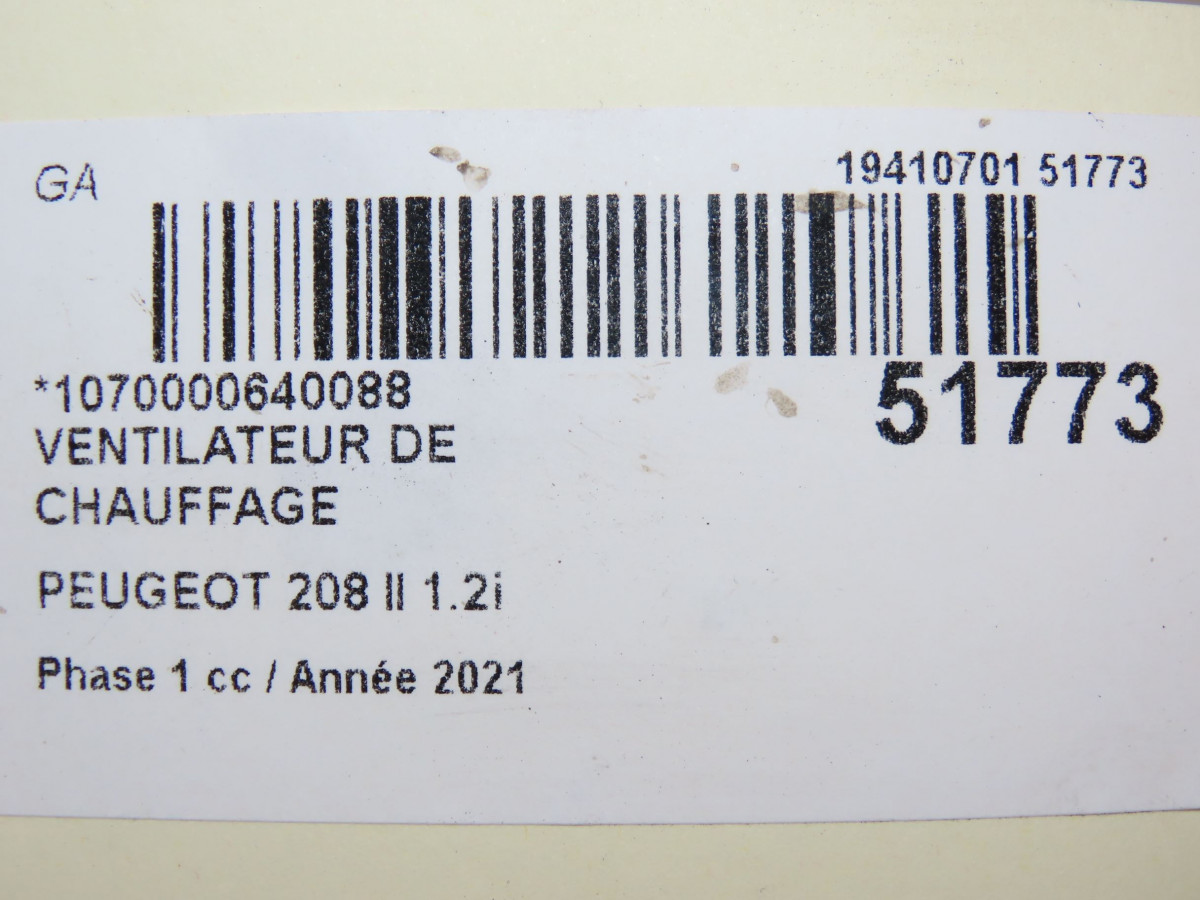 GA
19410701 51773
*1070000640088
51773
VENTILATEUR DE
CHAUFFAGE
PEUGEOT 208 II 1.2i
Phase 1 cc / Année 2021